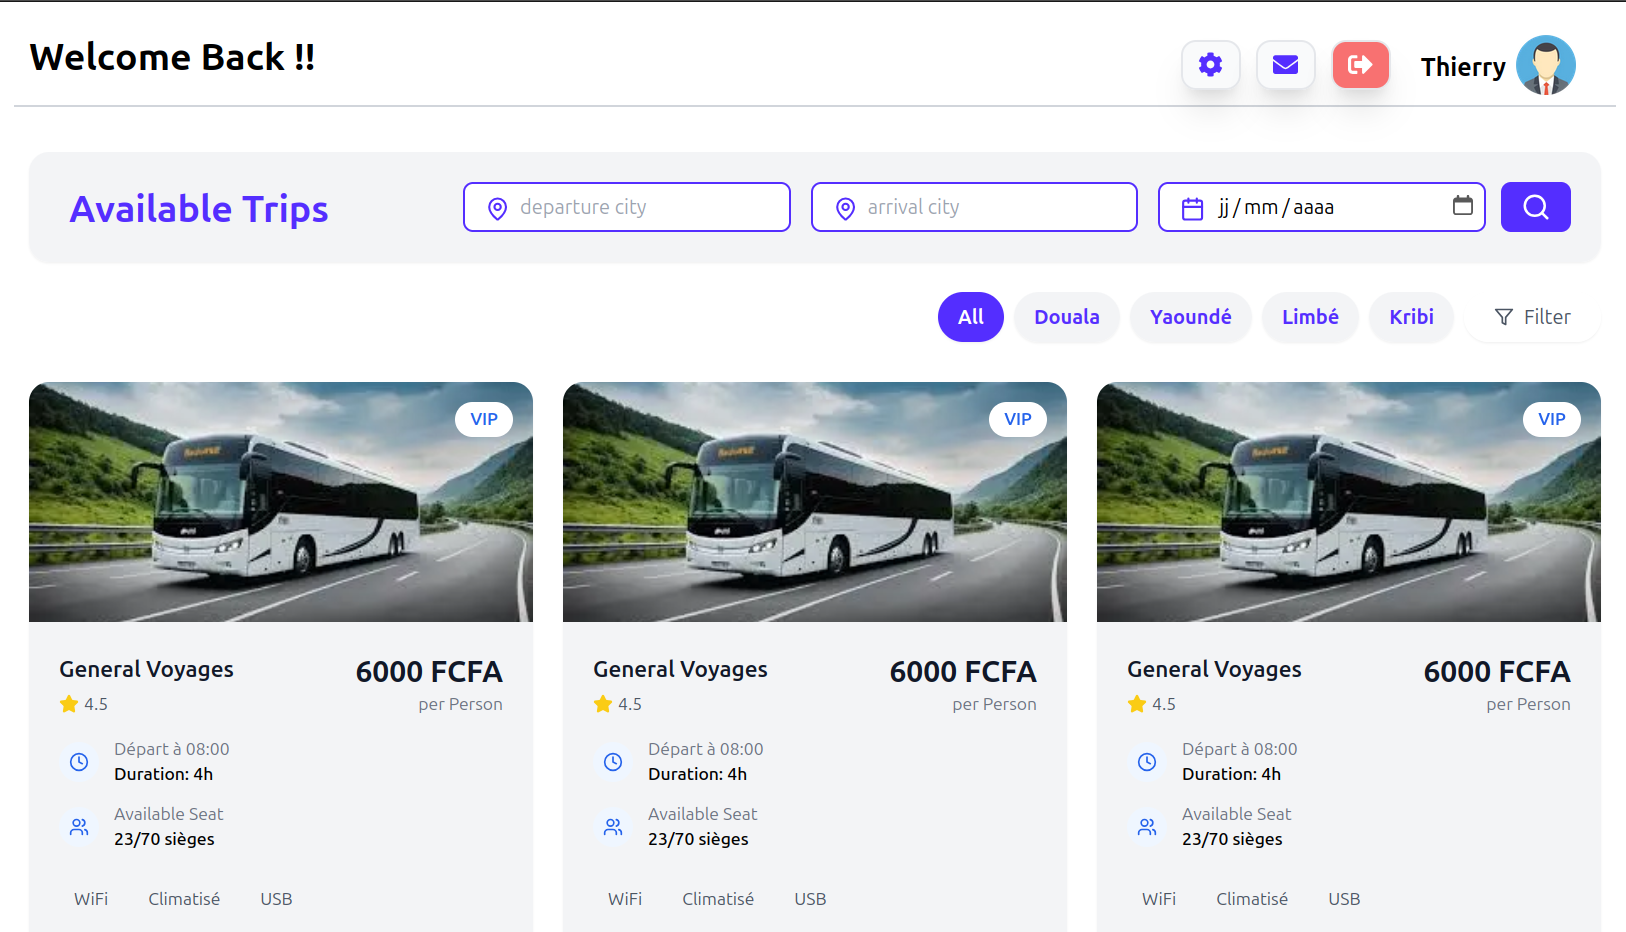 Welcome Back !!
Thierry
Available Trips
departure city
arrival city
jj/mm/aaaa
All
Douala
Yaoundé
Limbé
Kribi
Filter
VIP
General Voyages
6000 FCFA
4.5
per Person
Départ à 08:00
Duration: 4h
Available Seat
23/70 sièges
WiFi Climatisé USB
VIP
General Voyages
6000 FCFA
4.5
per Person
Départ à 08:00
Duration: 4h
Available Seat
23/70 sièges
WiFi Climatisé USB
VIP
General Voyages
6000 FCFA
4.5
per Person
Départ à 08:00
Duration: 4h
Available Seat
23/70 sièges
WiFi Climatisé USB